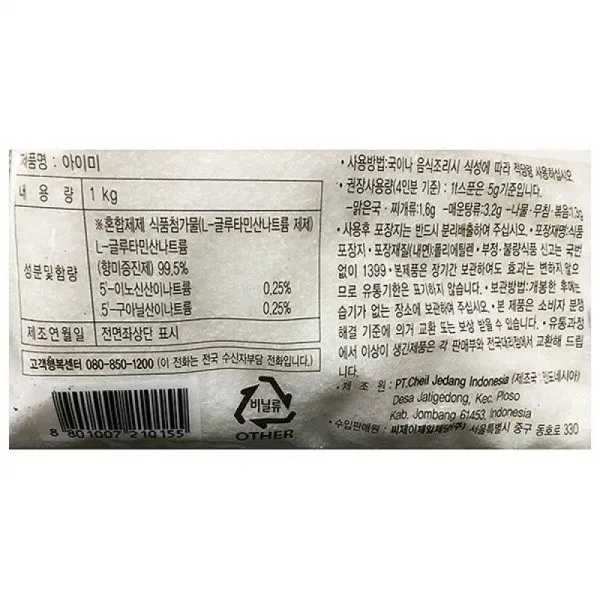 제품명 : 아이미
내 용 량 1 kg
성분및함량
※혼합제제 식품첨가물(L-글루타민산나트륨 제제)
L-글루타민산나트륨
(향미증진제) 99.5%
5'-이노신산이나트륨 0.25%
5'-구아닐산이나트륨 0.25%
제조연월일 전면좌상단 표시
고객행복센터 080-850-1200 (이 전화는 전국 수신자부담 전화입니다.)
8 801007 210155
비닐류
OTHER
• 사용방법:국이나 음식조리시 식성에 따라 적당량 사용하십시오.
• 권장사용량(4인분 기준) : 1t스푼은 5g기준입니다.
-맑은국 · 찌개류:1.6g -매운탕류:3.2g -나물·무침·볶음:1.3g
• 사용후 포장지는 반드시 분리배출하여 주십시오. • 포장재명:식품
포장지 • 포장재질(내면):폴리에틸렌 • 부정·불량식품 신고는 국번
없이 1399 • 본제품은 장기간 보관하여도 효과는 변하지 않으
므로 유통기한은 표기하지 않습니다. • 보관방법:개봉한 후에는
습기가 없는 장소에 보관하여 주십시오. • 본 제품은 소비자 분쟁
해결 기준에 의거 교환 또는 보상 받을 수 있습니다. • 유통과정
에서 이상이 생긴제품은 각 판매부와 전국대리점에서 교환해 드립
니다.
• 제 조 원 : PT.Cheil Jedang Indonesia (제조국 : 인도네시아)
Desa Jatigedong, Kec. Ploso
Kab. Jombang 61453, Indonesia
• 수입판매원 : 씨제이제일제당(주) 서울특별시 중구 동호로 330